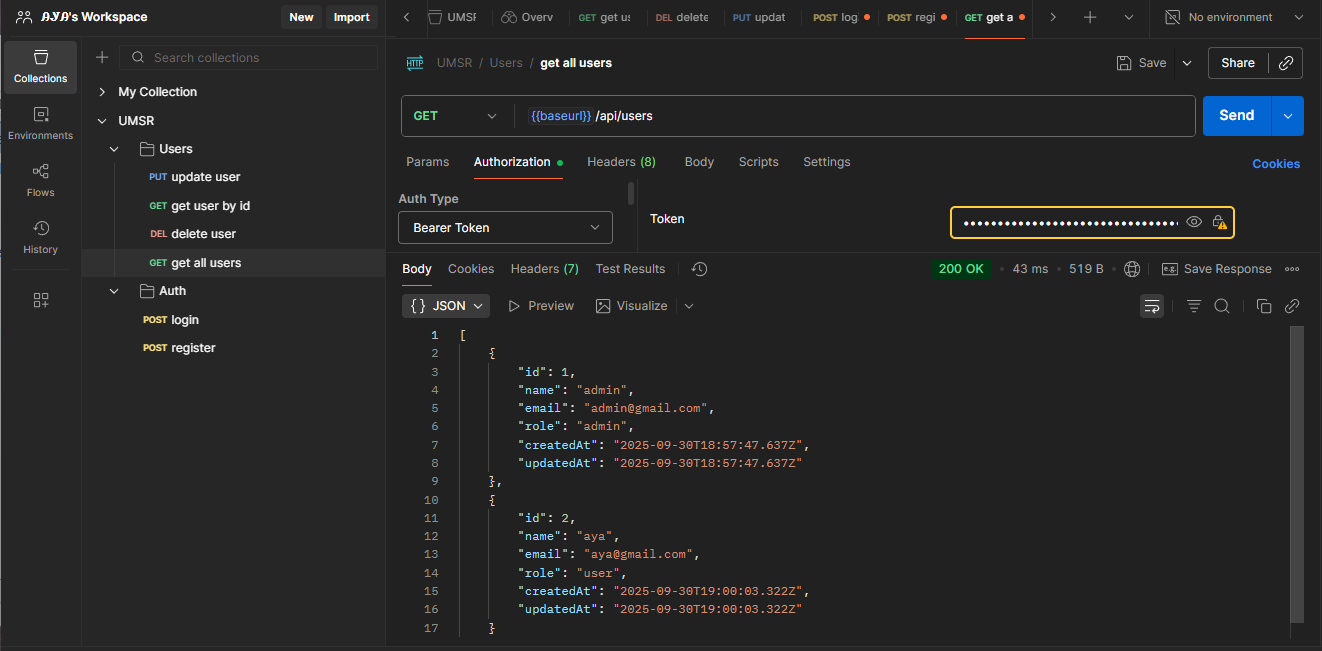 ᎯᎽᎯ's Workspace
New
Import
UMSR
Overv
GET get us
DEL delete
PUT updat
POST log
POST regi
GET get a
No environment
Collections
Environments
Flows
History
Search collections
My Collection
UMSR
Users
PUT update user
GET get user by id
DEL delete user
GET get all users
Auth
POST login
POST register
UMSR / Users / get all users
Save
Share
GET
{{baseurl}} /api/users
Send
Params
Authorization
Headers (8)
Body
Scripts
Settings
Cookies
Auth Type
Bearer Token
Token
Body
Cookies
Headers (7)
Test Results
200 OK
43 ms
519 B
Save Response
{} JSON
Preview
Visualize
1 [
2 {
3 "id": 1,
4 "name": "admin",
5 "email": "admin@gmail.com",
6 "role": "admin",
7 "createdAt": "2025-09-30T18:57:47.637Z",
8 "updatedAt": "2025-09-30T18:57:47.637Z"
9 },
10 {
11 "id": 2,
12 "name": "aya",
13 "email": "aya@gmail.com",
14 "role": "user",
15 "createdAt": "2025-09-30T19:00:03.322Z",
16 "updatedAt": "2025-09-30T19:00:03.322Z"
17 }